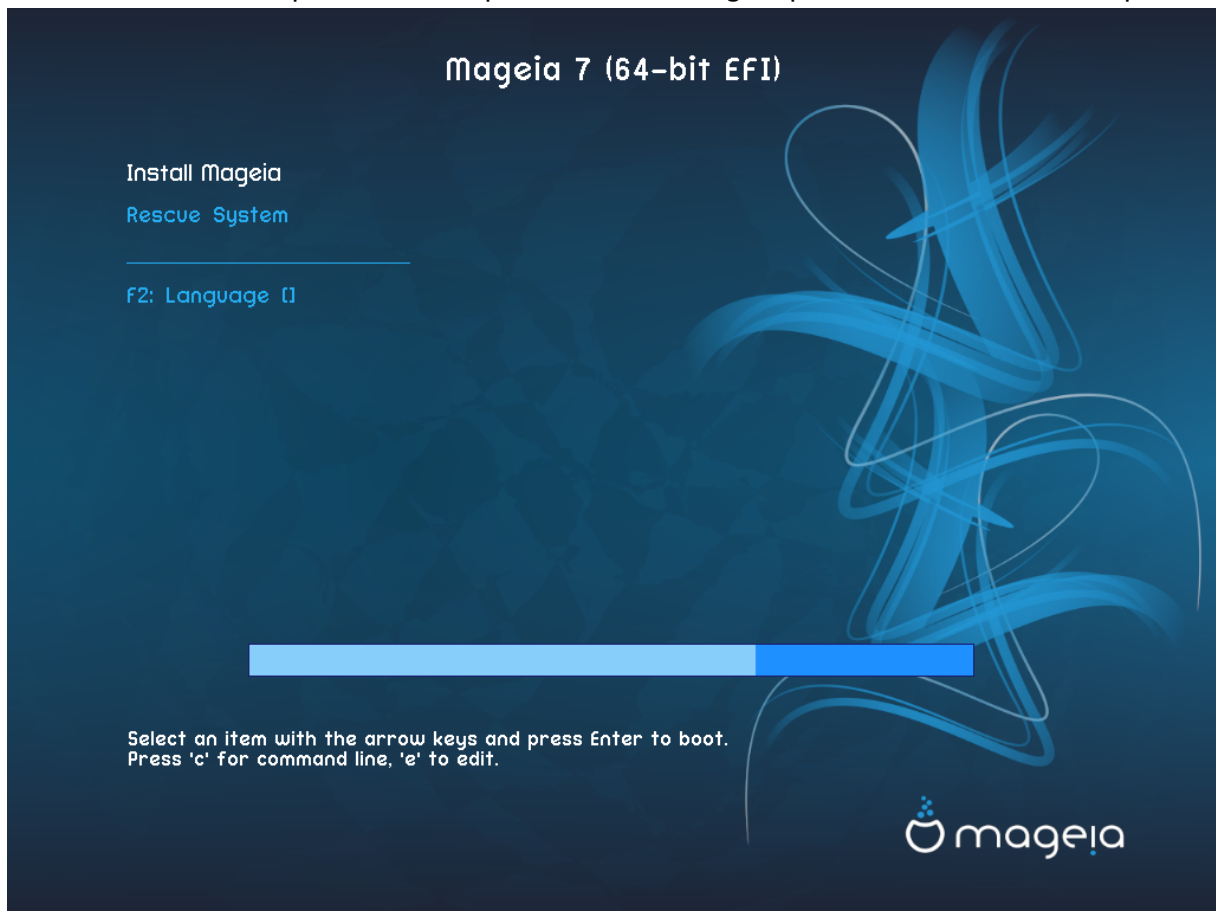 Mageia 7 (64-bit EFI)
Install Mageia
Rescue System
F2: Language []
Select an item with the arrow keys and press Enter to boot.
Press 'c' for command line, 'e' to edit.
mageia